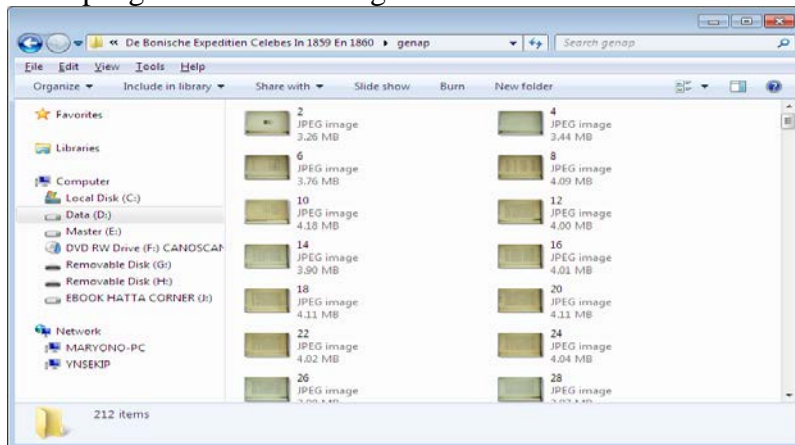 « De Bonische Expeditien Celebes In 1859 En 1860 ▸ genap
Search genap
File Edit View Tools Help
Organize Include in library Share with Slide show Burn New folder
Favorites
Libraries
Computer
Local Disk (C:)
Data (D:)
Master (E:)
DVD RW Drive (F:) CANOSCAN
Removable Disk (G:)
Removable Disk (H:)
EBOOK HATTA CORNER (J:)
Network
MARYONO-PC
YNSEKIP
2
JPEG image
3.26 MB
4
JPEG image
3.44 MB
6
JPEG image
3.76 MB
8
JPEG image
4.09 MB
10
JPEG image
4.18 MB
12
JPEG image
4.00 MB
14
JPEG image
3.90 MB
16
JPEG image
4.01 MB
18
JPEG image
4.11 MB
20
JPEG image
4.11 MB
22
JPEG image
4.02 MB
24
JPEG image
4.04 MB
26
JPEG image
28
JPEG image
212 items